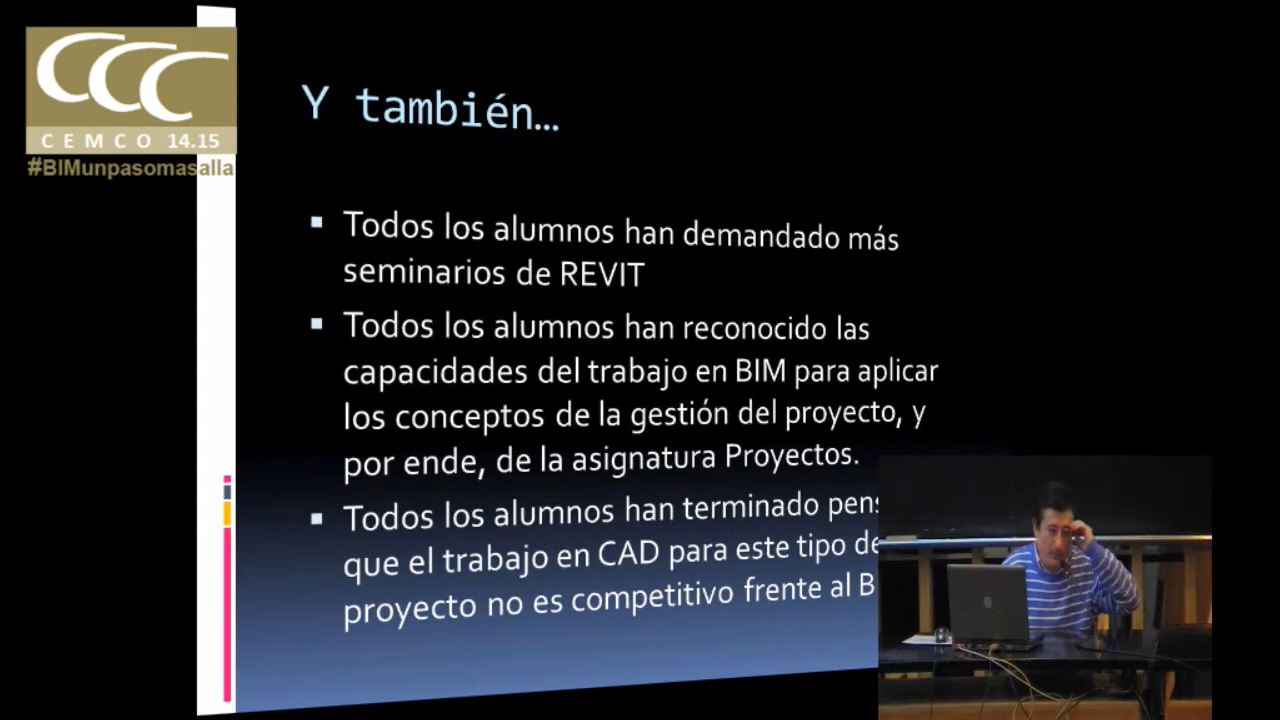 CCC
CEMCO 14.15
#BIMunpasomasalla
Y también…
Todos los alumnos han demandado más
seminarios de REVIT
Todos los alumnos han reconocido las
capacidades del trabajo en BIM para aplicar
los conceptos de la gestión del proyecto, y
por ende, de la asignatura Proyectos.
Todos los alumnos han terminado
que el trabajo en CAD para este tipo de
proyecto no es competitivo frente al